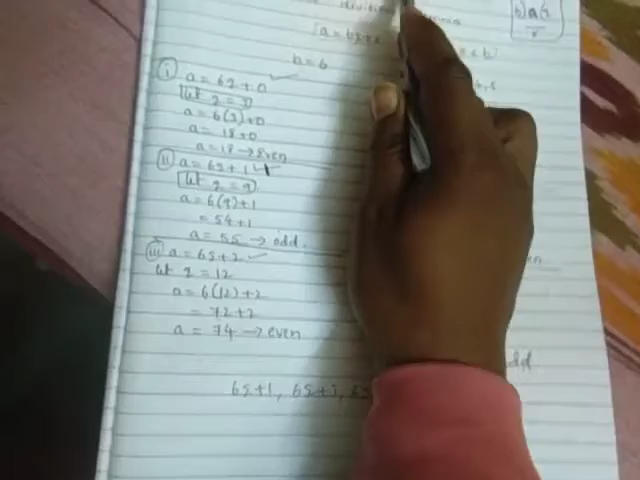 b = 6
(i) a = 6q + 0
let q = 3
a = 6(3) + 0
a = 18 + 0
a = 18 → even
(ii) a = 6q + 1
let q = 9
a = 6(9) + 1
= 54 + 1
a = 55 → odd.
(iii) a = 6q + 2
let q = 12
a = 6(12) + 2
= 72 + 2
a = 74 → even
6q+1, 6q+3,